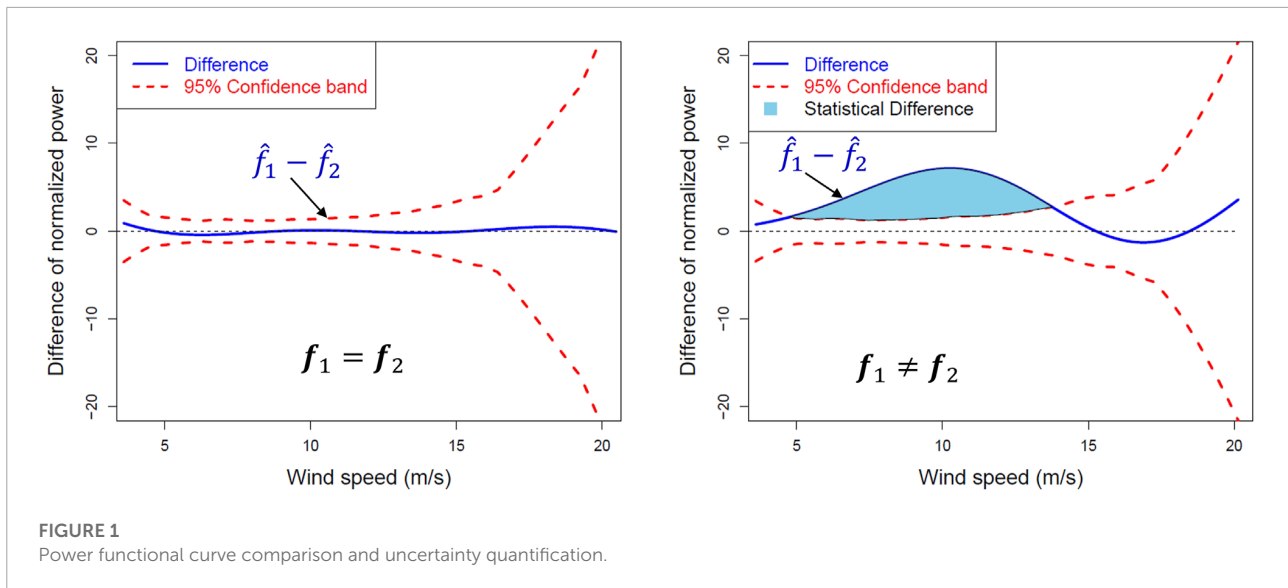 Difference
95% Confidence band
f̂₁ − f̂₂
f₁ = f₂
Difference of normalized power
20
10
0
−10
−20
5
10
15
20
Wind speed (m/s)
Difference
95% Confidence band
Statistical Difference
f̂₁ − f̂₂
f₁ ≠ f₂
Difference of normalized power
20
10
0
−10
−20
5
10
15
20
Wind speed (m/s)
FIGURE 1
Power functional curve comparison and uncertainty quantification.